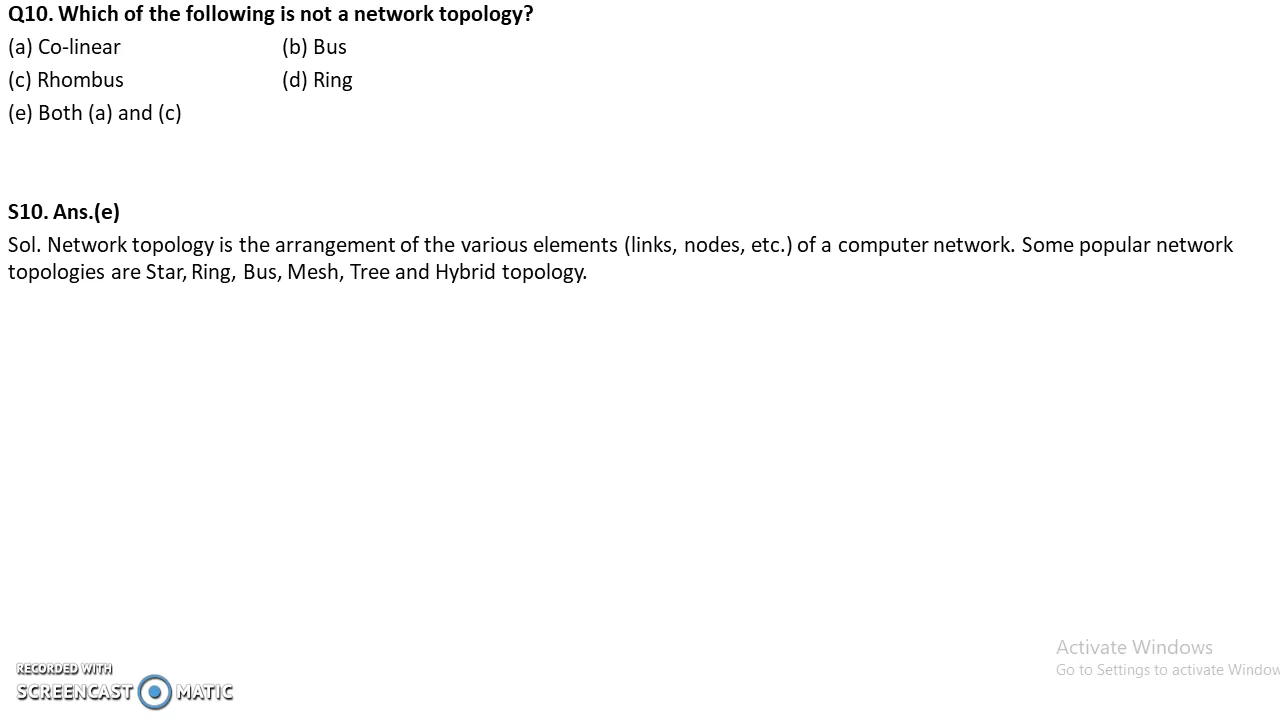 Q10. Which of the following is not a network topology?
(a) Co-linear (b) Bus
(c) Rhombus (d) Ring
(e) Both (a) and (c)
S10. Ans.(e)
Sol. Network topology is the arrangement of the various elements (links, nodes, etc.) of a computer network. Some popular network
topologies are Star, Ring, Bus, Mesh, Tree and Hybrid topology.
Activate Windows
Go to Settings to activate Window
RECORDED WITH
SCREENCAST MATIC